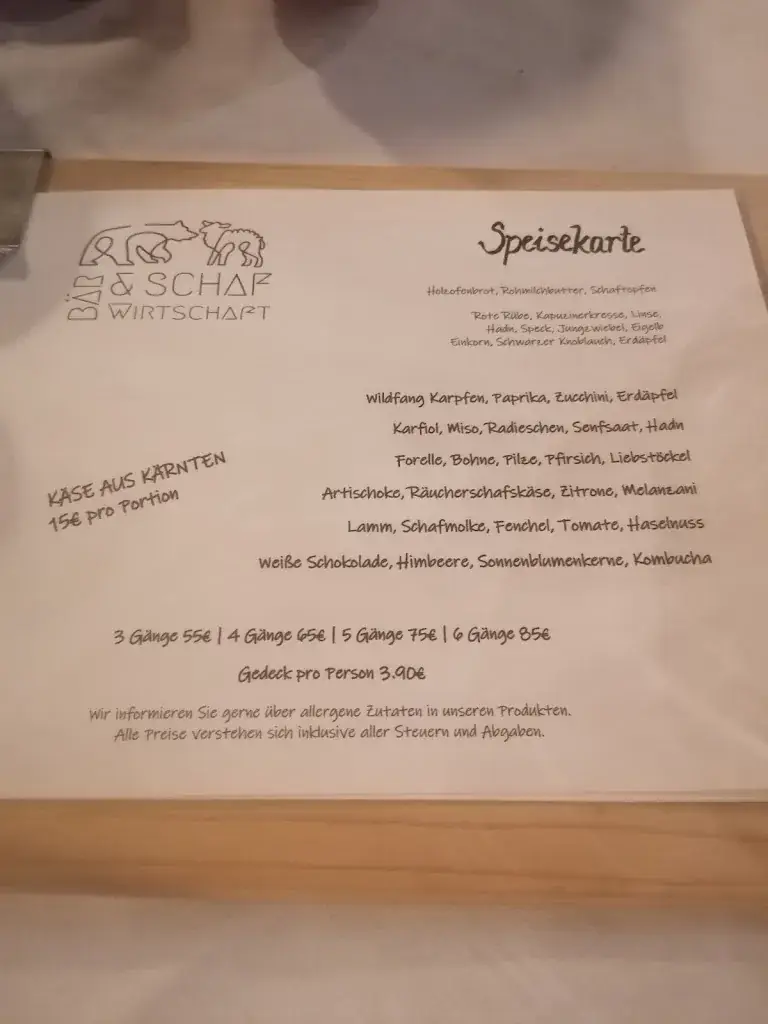 BÄR & SCHAF
WIRTSCHAFT
Speisekarte
Holzofenbrot, Rohmilchbutter, Schaftopfen
Rote Rübe, Kapuzinerkresse, Linse,
Hadn, Speck, Jungzwiebel, Eigelb
Einkorn, Schwarzer Knoblauch, Erdäpfel
Wildfang Karpfen, Paprika, Zucchini, Erdäpfel
Karfiol, Miso, Radieschen, Senfsaat, Hadn
Forelle, Bohne, Pilze, Pfirsich, Liebstöckel
Artischoke, Räucherschafskäse, Zitrone, Melanzani
Lamm, Schafmolke, Fenchel, Tomate, Haselnuss
Weiße Schokolade, Himbeere, Sonnenblumenkerne, Kombucha
KÄSE AUS KÄRNTEN
15€ pro Portion
3 Gänge 55€ | 4 Gänge 65€ | 5 Gänge 75€ | 6 Gänge 85€
Gedeck pro Person 3.90€
Wir informieren Sie gerne über allergene Zutaten in unseren Produkten.
Alle Preise verstehen sich inklusive aller Steuern und Abgaben.